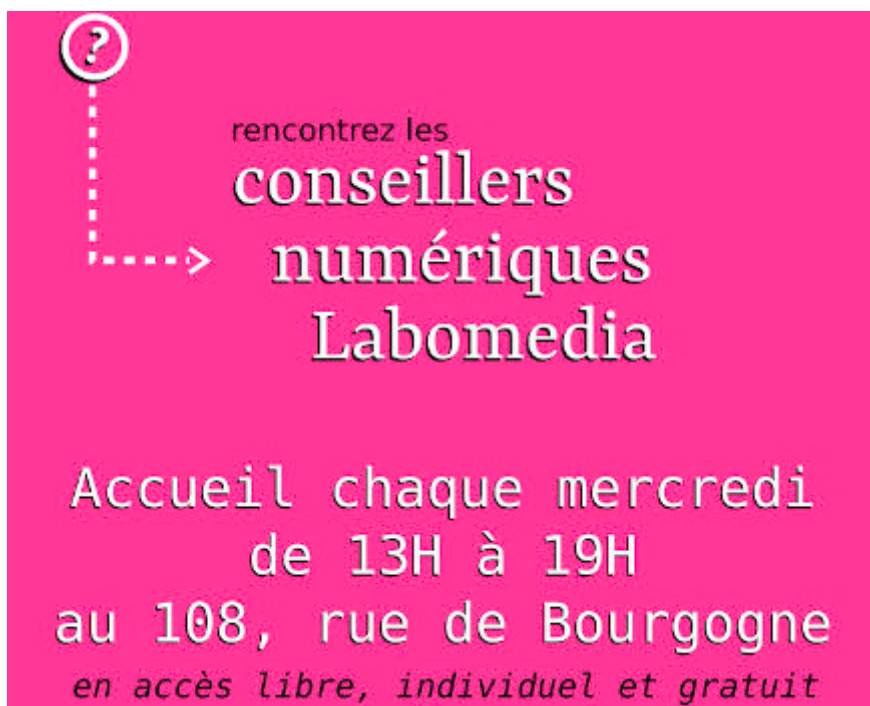 ?
rencontrez les
conseillers
numériques
Labomedia
Accueil chaque mercredi
de 13H à 19H
au 108, rue de Bourgogne
en accès libre, individuel et gratuit